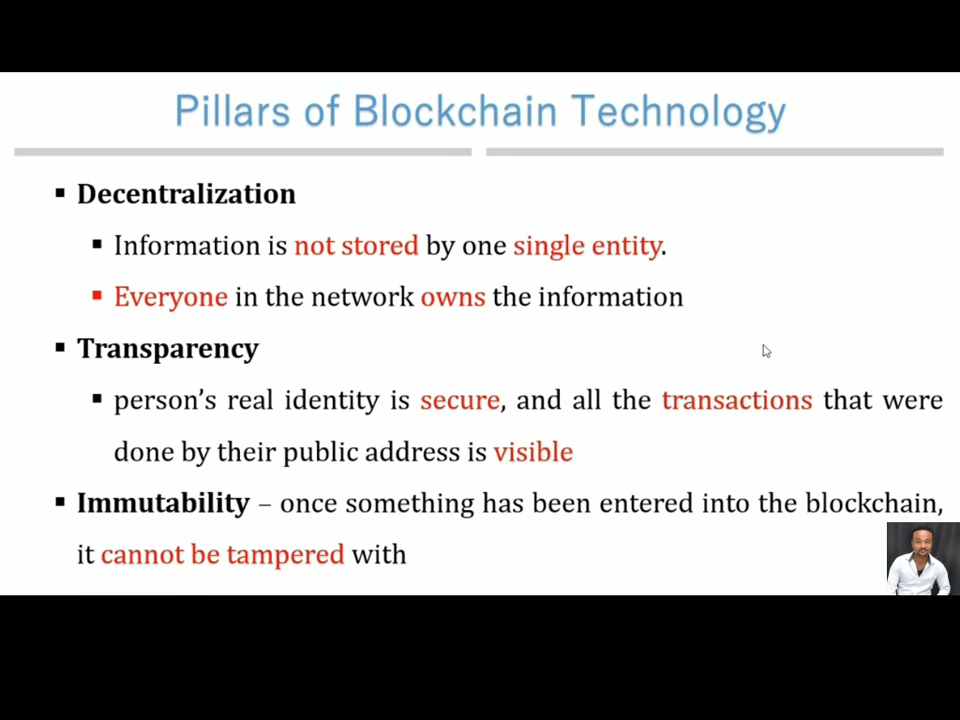 Pillars of Blockchain Technology
▪ Decentralization
▪ Information is not stored by one single entity.
▪ Everyone in the network owns the information
▪ Transparency
▪ person’s real identity is secure, and all the transactions that were
done by their public address is visible
▪ Immutability – once something has been entered into the blockchain,
it cannot be tampered with